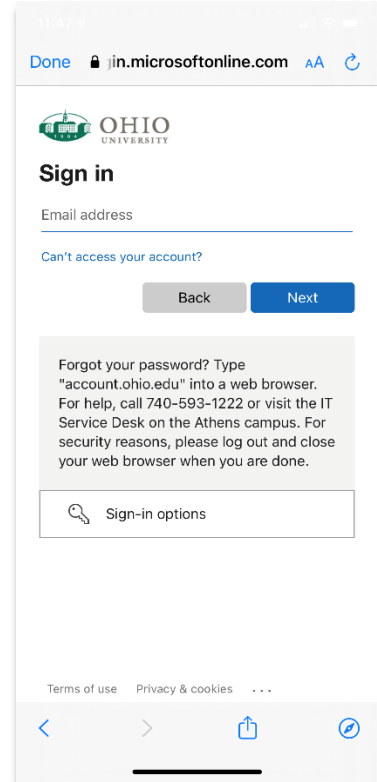 11:47
Done in.microsoftonline.com AA
OHIO
UNIVERSITY
1804
Sign in
Email address
Can't access your account?
Back Next
Forgot your password? Type
"account.ohio.edu" into a web browser.
For help, call 740-593-1222 or visit the IT
Service Desk on the Athens campus. For
security reasons, please log out and close
your web browser when you are done.
Sign-in options
Terms of use Privacy & cookies ...